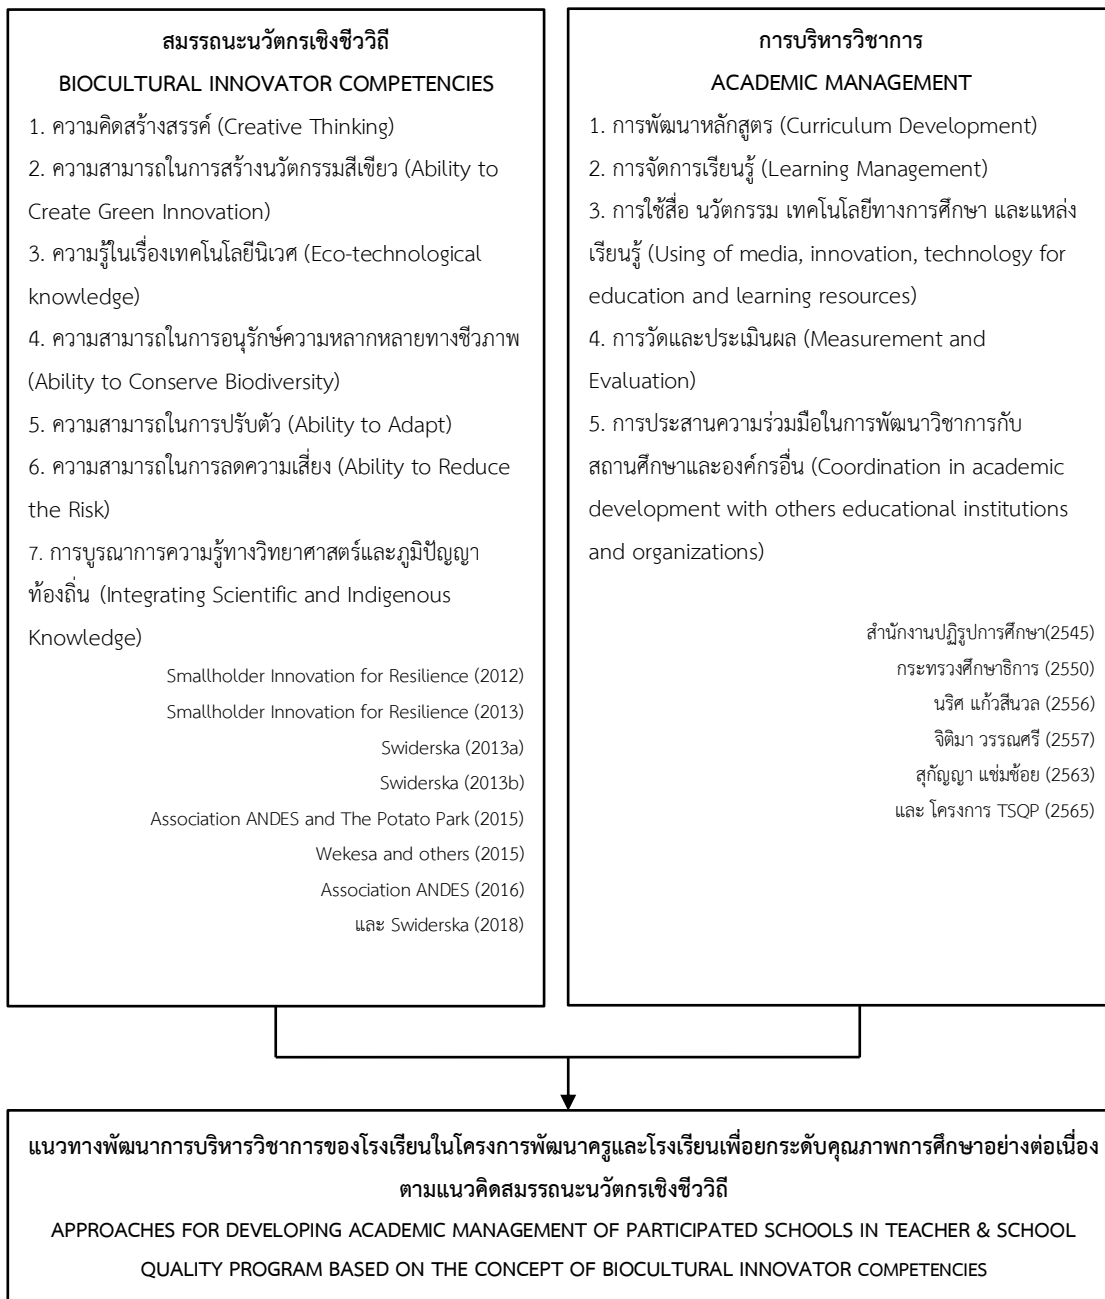 สมรรถนะนวัตกรเชิงชีววิถี
BIOCULTURAL INNOVATOR COMPETENCIES
1. ความคิดสร้างสรรค์ (Creative Thinking)
2. ความสามารถในการสร้างนวัตกรรมสีเขียว (Ability to
Create Green Innovation)
3. ความรู้ในเรื่องเทคโนโลยีนิเวศ (Eco-technological
knowledge)
4. ความสามารถในการอนุรักษ์ความหลากหลายทางชีวภาพ
(Ability to Conserve Biodiversity)
5. ความสามารถในการปรับตัว (Ability to Adapt)
6. ความสามารถในการลดความเสี่ยง (Ability to Reduce
the Risk)
7. การบูรณาการความรู้ทางวิทยาศาสตร์และภูมิปัญญา
ท้องถิ่น (Integrating Scientific and Indigenous
Knowledge)
Smallholder Innovation for Resilience (2012)
Smallholder Innovation for Resilience (2013)
Swiderska (2013a)
Swiderska (2013b)
Association ANDES and The Potato Park (2015)
Wekesa and others (2015)
Association ANDES (2016)
และ Swiderska (2018)
การบริหารวิชาการ
ACADEMIC MANAGEMENT
1. การพัฒนาหลักสูตร (Curriculum Development)
2. การจัดการเรียนรู้ (Learning Management)
3. การใช้สื่อ นวัตกรรม เทคโนโลยีทางการศึกษา และแหล่ง
เรียนรู้ (Using of media, innovation, technology for
education and learning resources)
4. การวัดและประเมินผล (Measurement and
Evaluation)
5. การประสานความร่วมมือในการพัฒนาวิชาการกับ
สถานศึกษาและองค์กรอื่น (Coordination in academic
development with others educational institutions
and organizations)
สำนักงานปฏิรูปการศึกษา(2545)
กระทรวงศึกษาธิการ (2550)
นริศ แก้วสีนวล (2556)
จิติมา วรรณศรี (2557)
สุกัญญา แช่มช้อย (2563)
และ โครงการ TSQP (2565)
แนวทางพัฒนาการบริหารวิชาการของโรงเรียนในโครงการพัฒนาครูและโรงเรียนเพื่อยกระดับคุณภาพการศึกษาอย่างต่อเนื่อง
ตามแนวคิดสมรรถนะนวัตกรเชิงชีววิถี
APPROACHES FOR DEVELOPING ACADEMIC MANAGEMENT OF PARTICIPATED SCHOOLS IN TEACHER & SCHOOL
QUALITY PROGRAM BASED ON THE CONCEPT OF BIOCULTURAL INNOVATOR COMPETENCIES